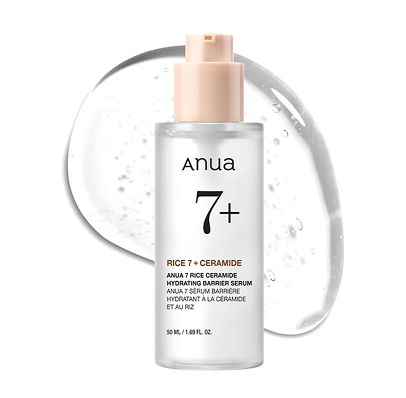 Anua
7+
RICE 7 + CERAMIDE
ANUA 7 RICE CERAMIDE
HYDRATING BARRIER SERUM
ANUA 7 SÉRUM BARRIÈRE
HYDRATANT À LA CÉRAMIDE
ET AU RIZ
50 ML / 1.69 FL. OZ.